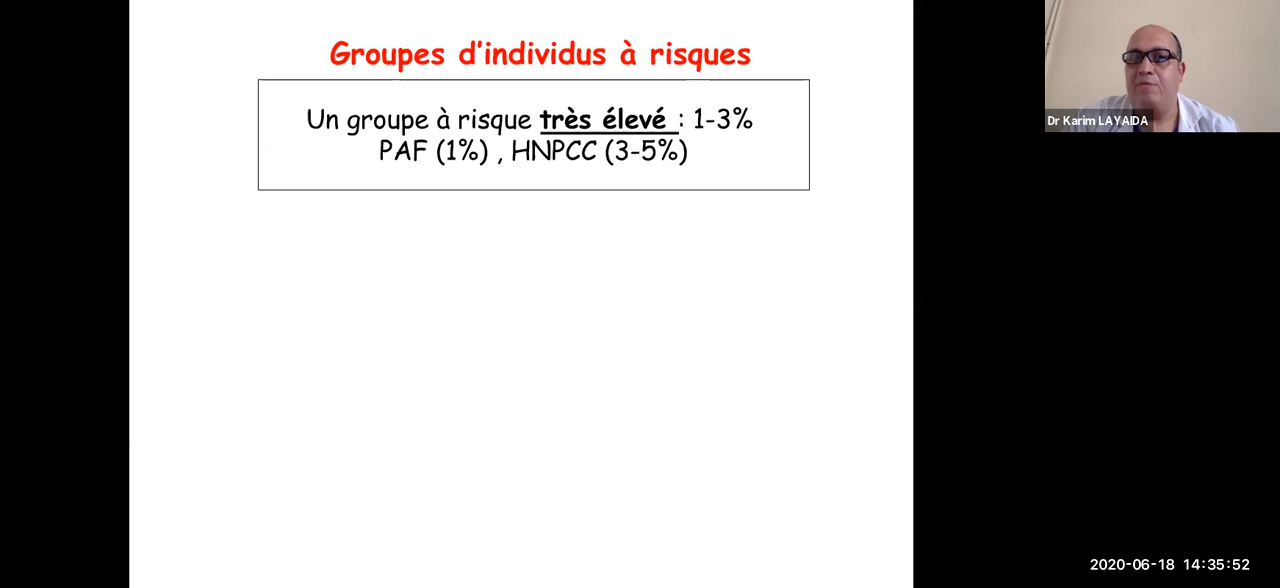 Groupes d'individus à risques
Un groupe à risque très élevé : 1-3%
PAF (1%) , HNPCC (3-5%)
Dr Karim LAYAIDA
2020-06-18 14:35:52